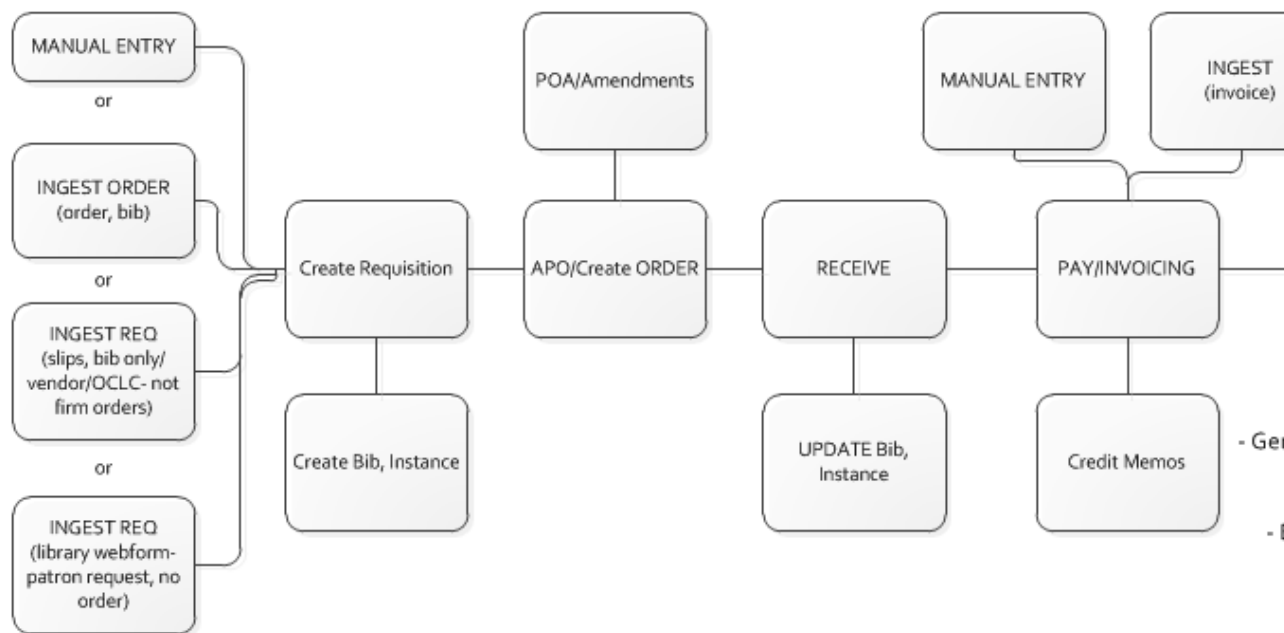 MANUAL ENTRY
or
INGEST ORDER
(order, bib)
or
INGEST REQ
(slips, bib only/
vendor/OCLC- not
firm orders)
or
INGEST REQ
(library webform-
patron request, no
order)
Create Requisition
Create Bib, Instance
POA/Amendments
APO/Create ORDER
RECEIVE
UPDATE Bib,
Instance
MANUAL ENTRY
INGEST
(invoice)
PAY/INVOICING
Credit Memos